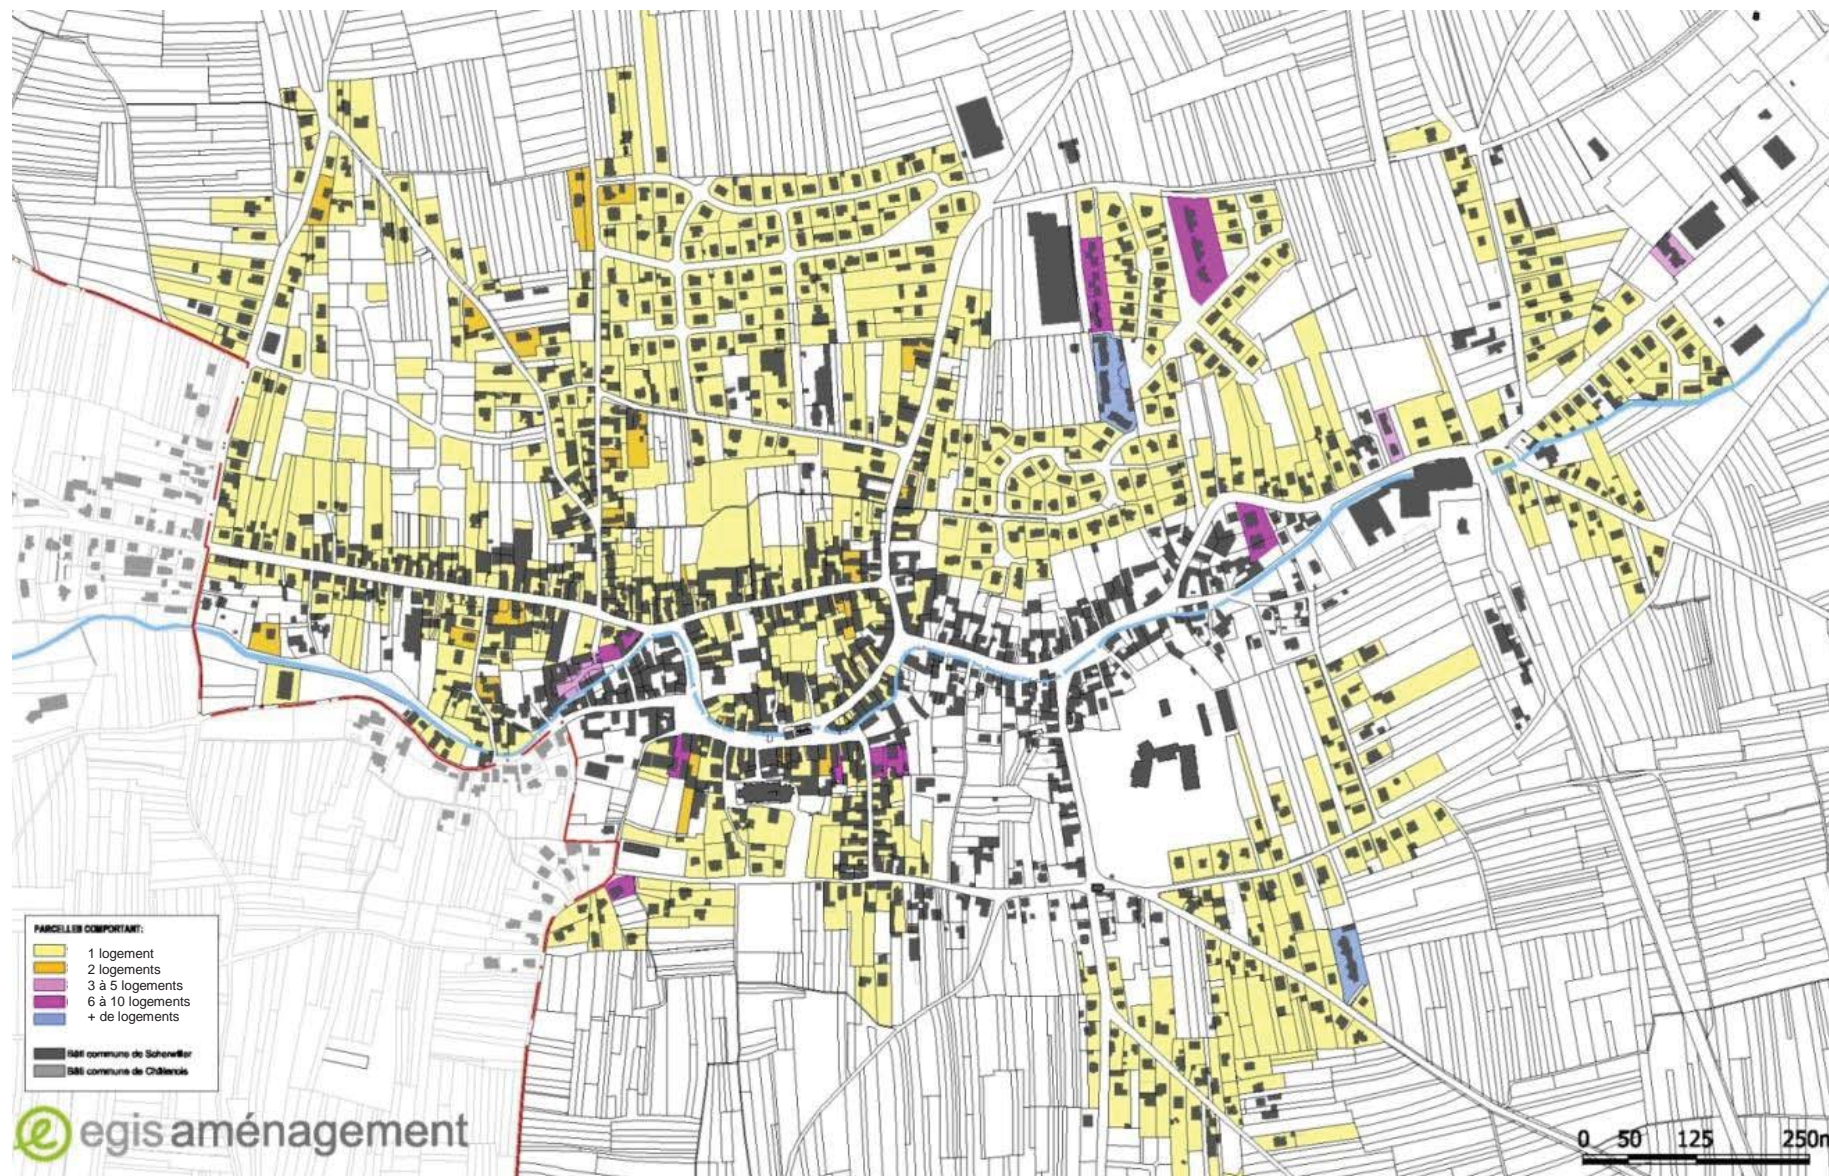 PARCELLES COMPORTANT:
1 logement
2 logements
3 à 5 logements
6 à 10 logements
+ de logements
Bâti commune de Scherwiller
Bâti commune de Châtenois
egis aménagement
0 50 125 250m